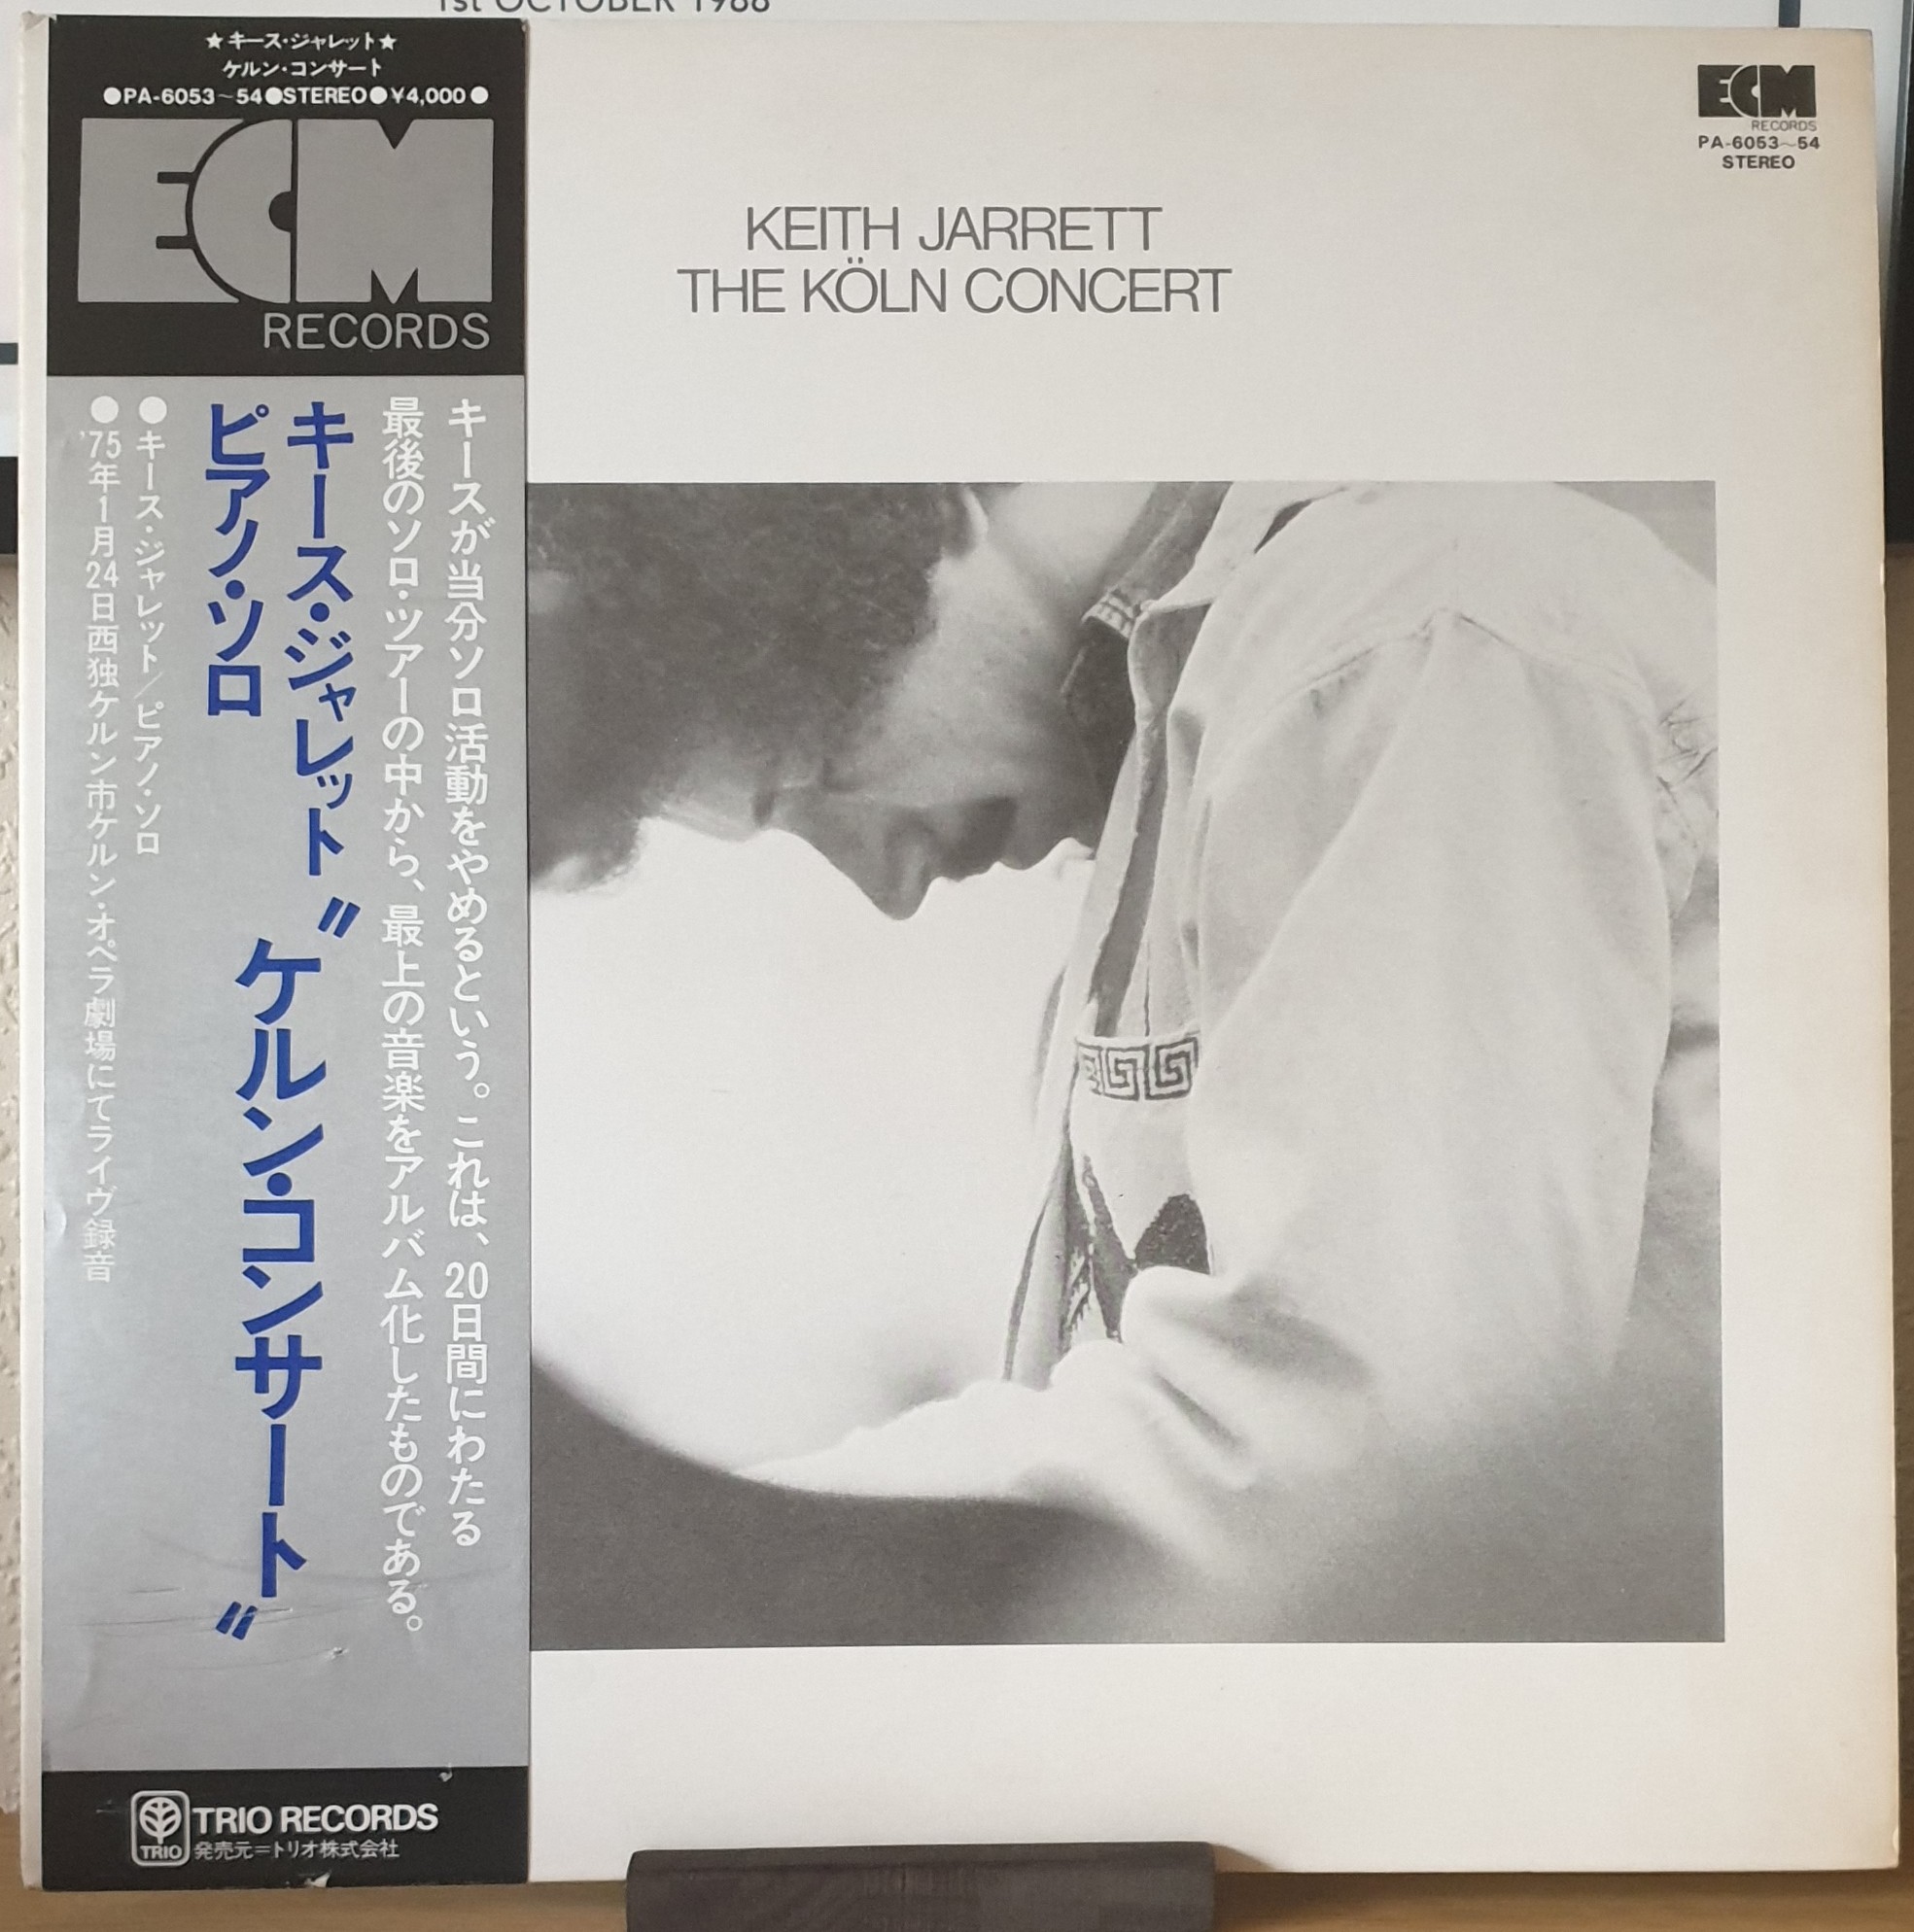 1st OCTOBER 1988
★キース・ジャレット★
ケルン・コンサート
●PA-6053~54●STEREO●¥4,000●
ECM
RECORDS
キースが当分ソロ活動をやめるという。これは、20日間にわたる
最後のソロ・ツアーの中から、最上の音楽をアルバム化したものである。
キース・ジャレット〝ケルン・コンサート〟
ピアノ・ソロ
●キース・ジャレット/ピアノ・ソロ
●'75年1月24日西独ケルン市ケルン・オペラ劇場にてライヴ録音
TRIO
TRIO RECORDS
発売元=トリオ株式会社
ECM
RECORDS
PA-6053~54
STEREO
KEITH JARRETT
THE KÖLN CONCERT